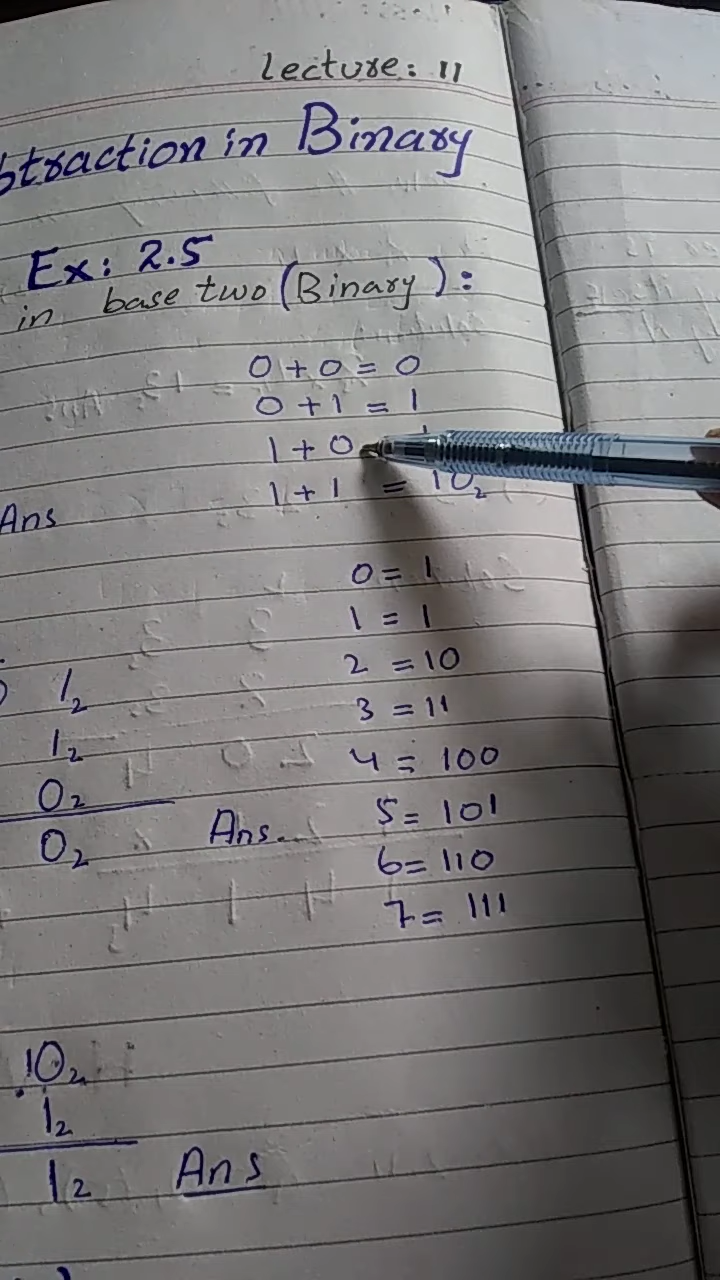 Lecture: 11
btraction in Binary
Ex: 2.5
in base two (Binary):
0 + 0 = 0
0 + 1 = 1
1 + 0
1 + 1 = 10₂
Ans
0 = 1
1 = 1
2 = 10
3 = 11
4 = 100
5 = 101
6 = 110
7 = 111
1₂
1₂
0₂
0₂ Ans.
10₂
1₂
1₂ Ans